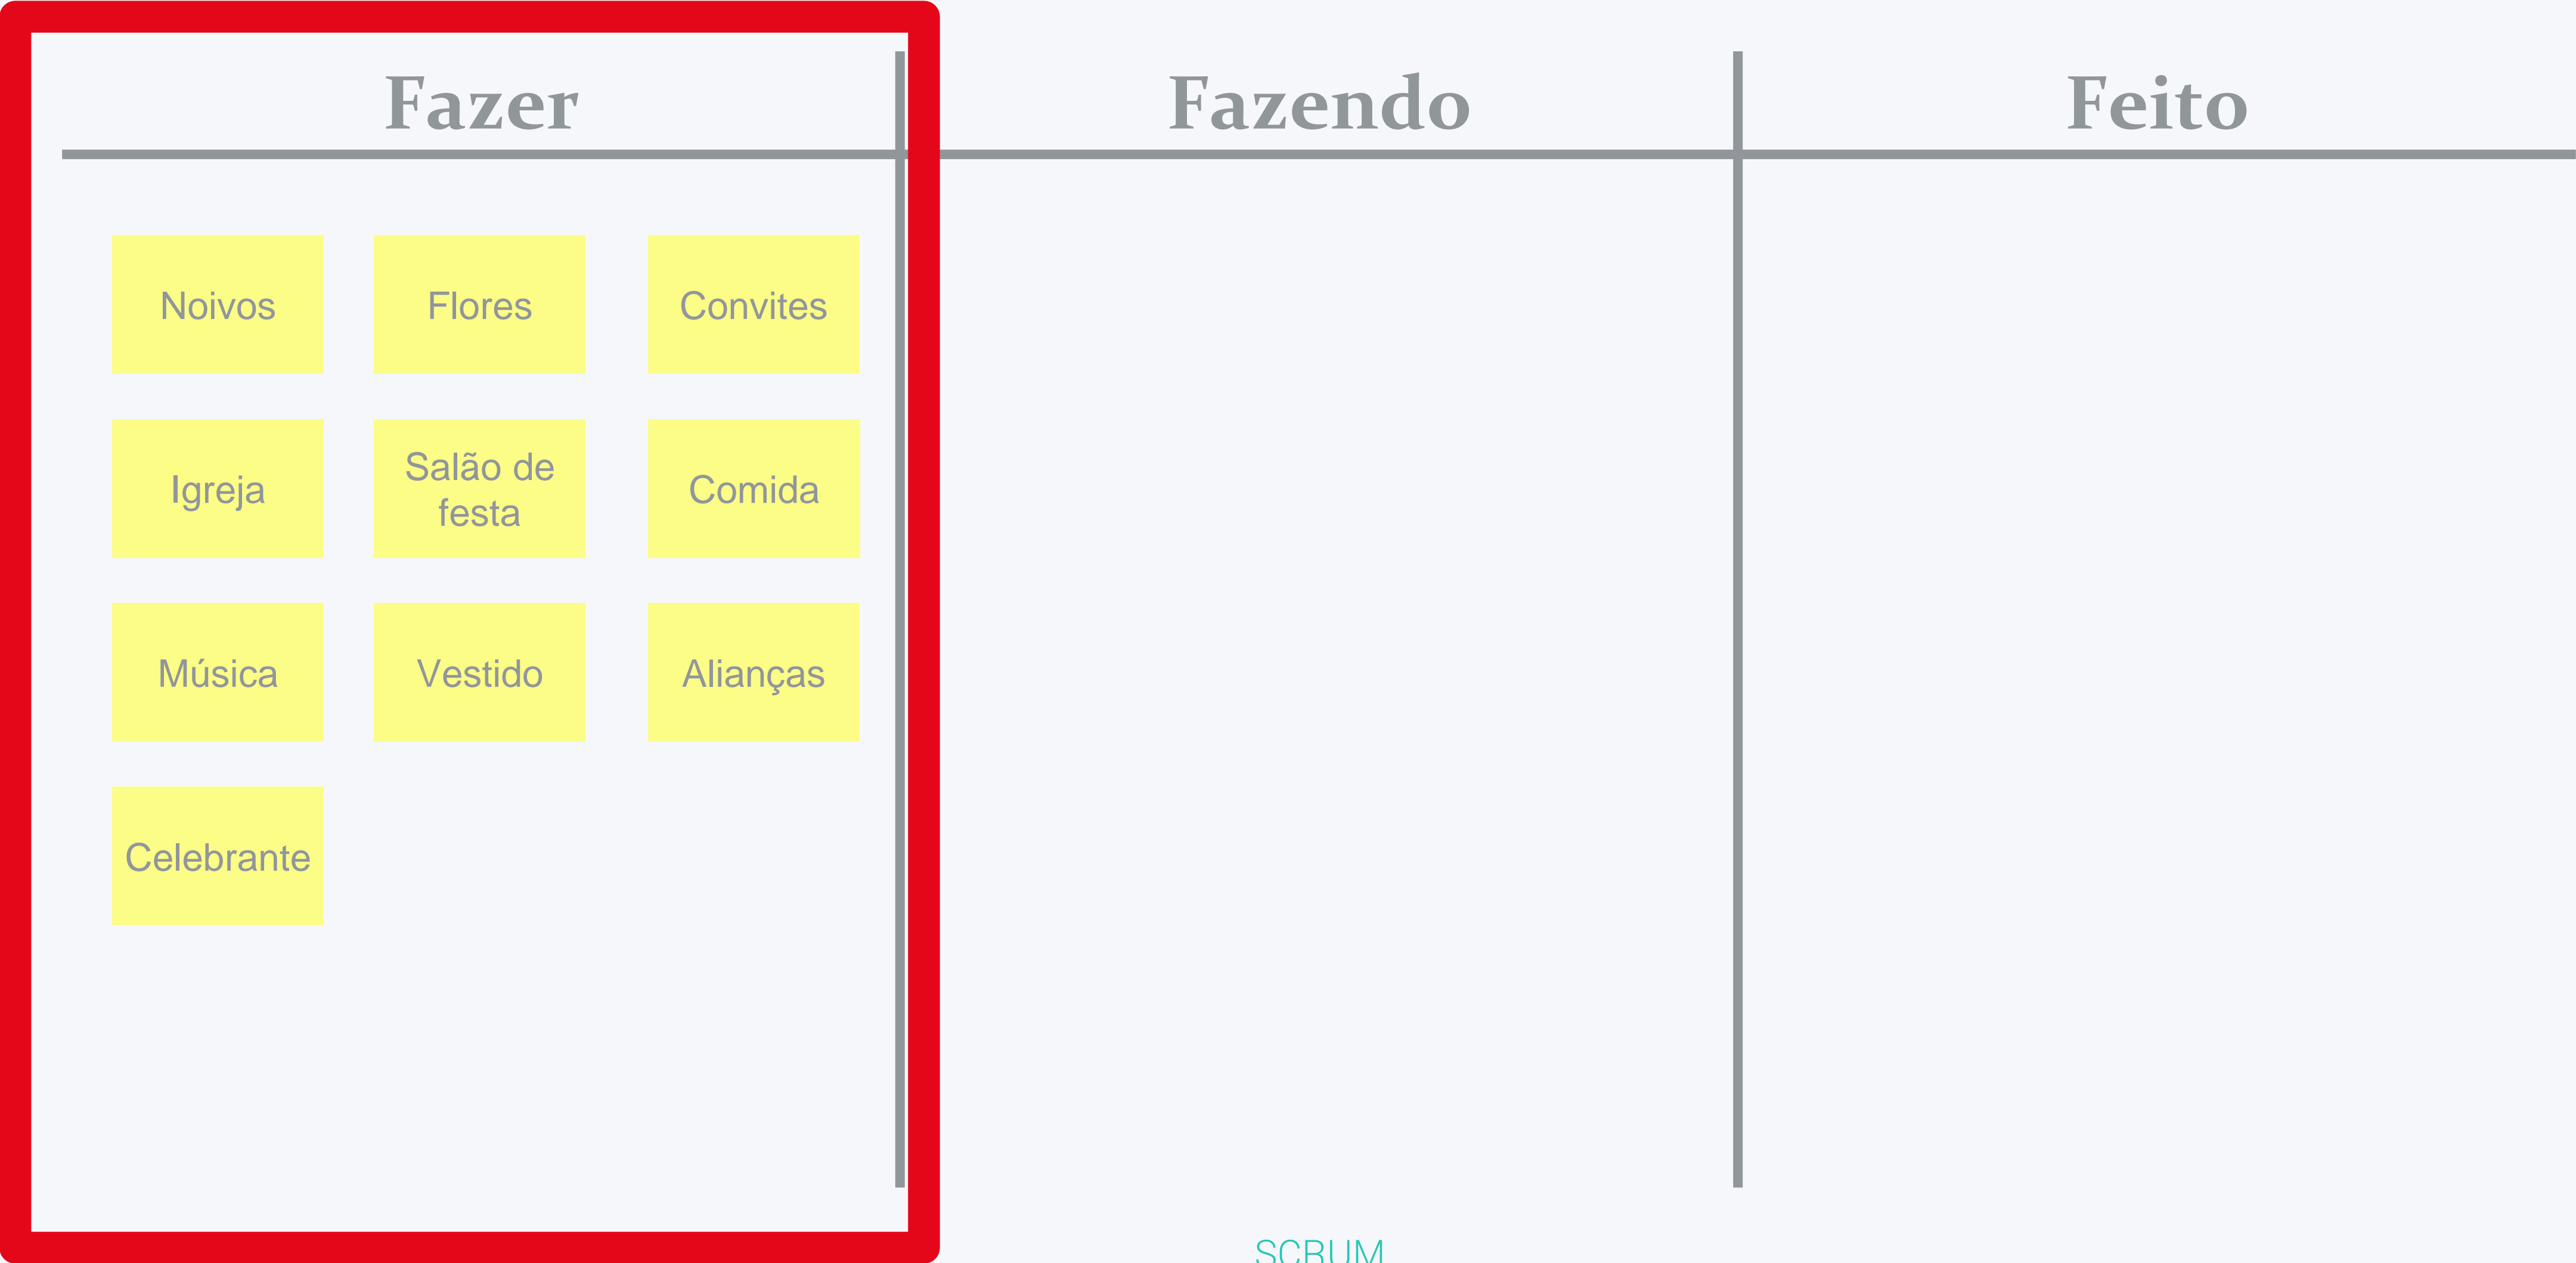 Fazer
Fazendo
Feito
Noivos
Flores
Convites
Igreja
Salão de
festa
Comida
Música
Vestido
Alianças
Celebrante
SCRUM